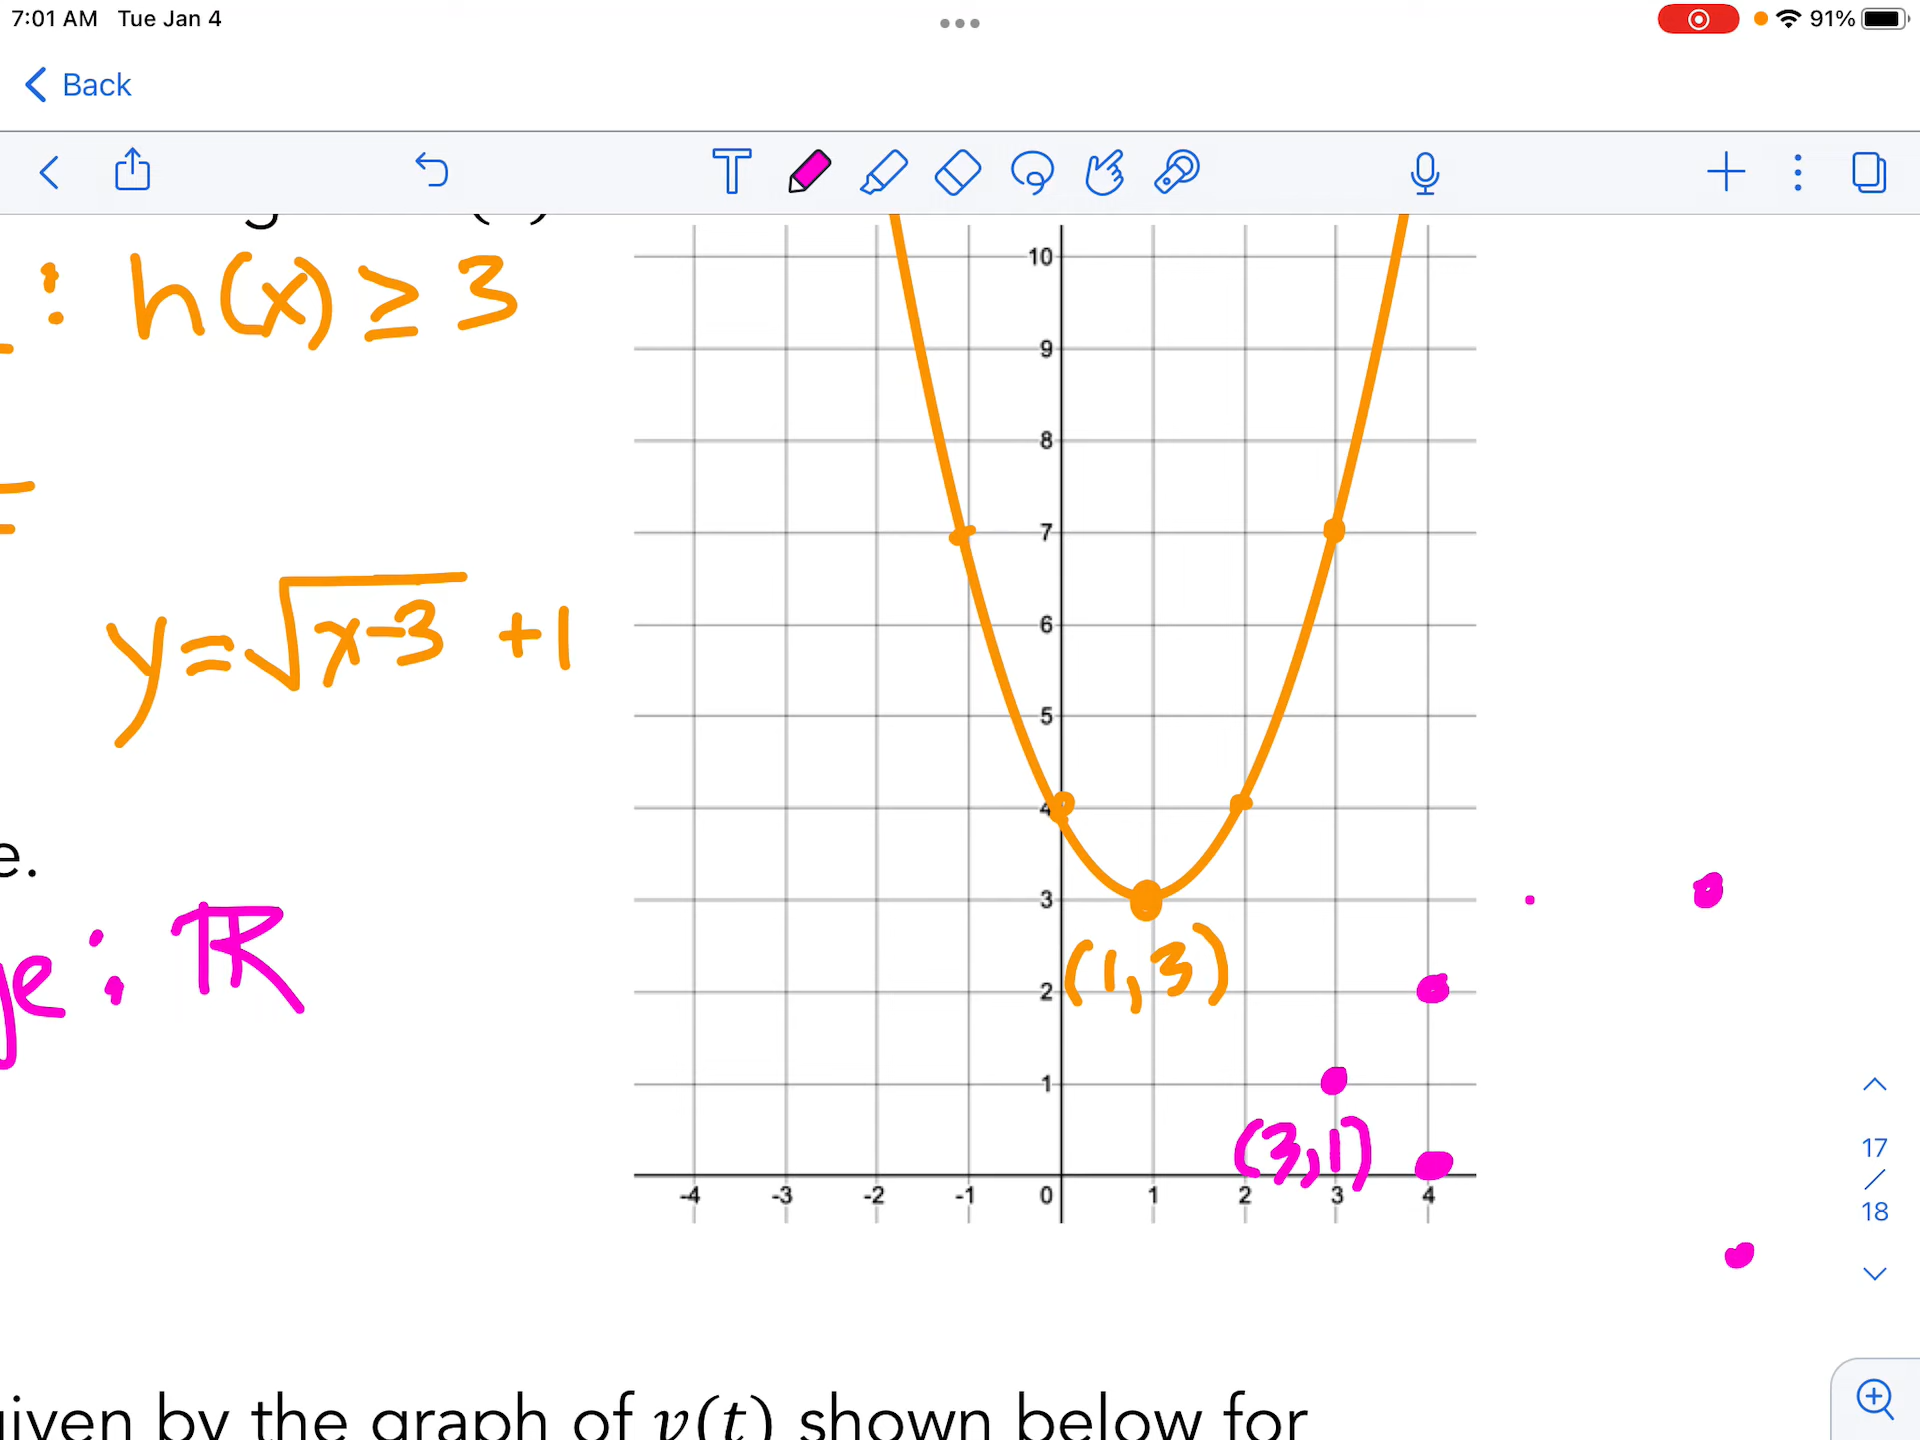 7:01 AM Tue Jan 4
91%
Back
: h(x) ≥ 3
y = √x-3 + 1
e.
ge : ℝ
10
9
8
7
6
5
4
3
2
1
(1,3)
(3,1)
-4 -3 -2 -1 0 1 2 3 4
17
/
18
given by the graph of v(t) shown below for